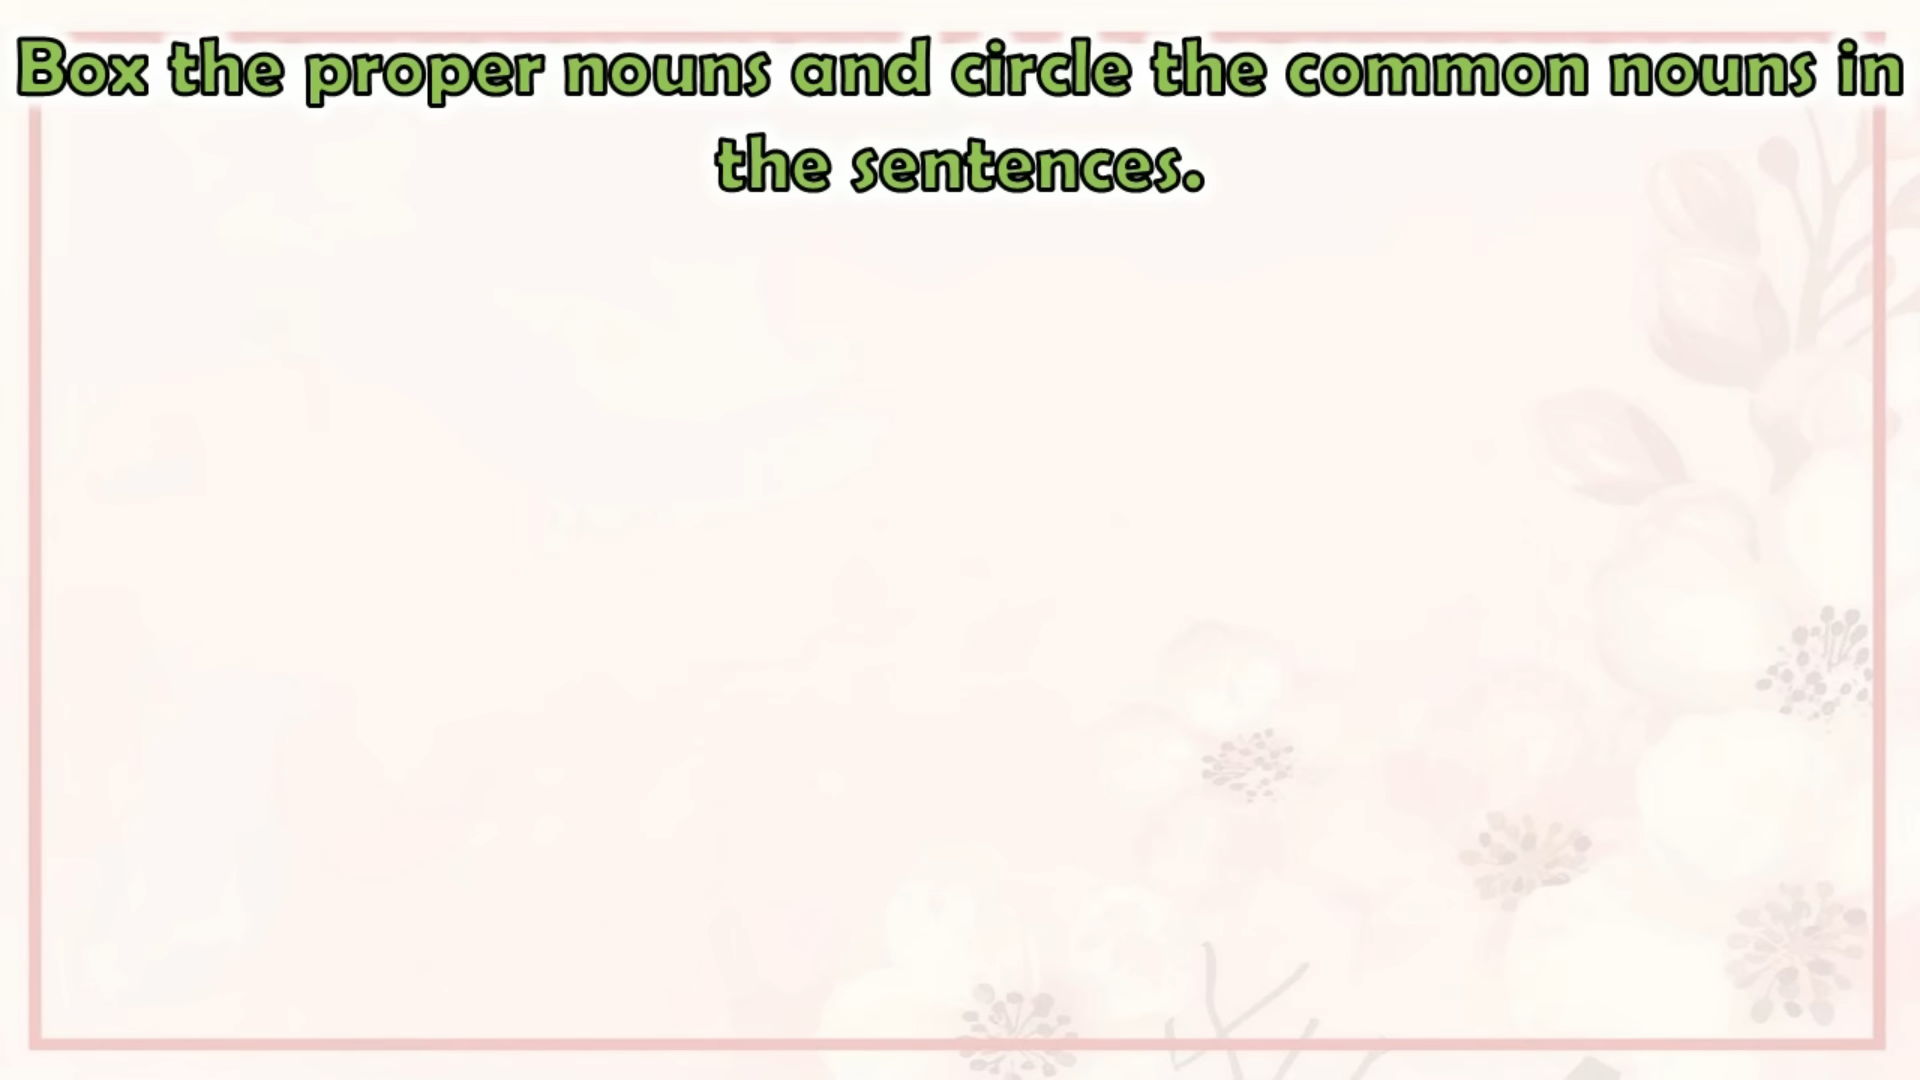 Box the proper nouns and circle the common nouns in
the sentences.